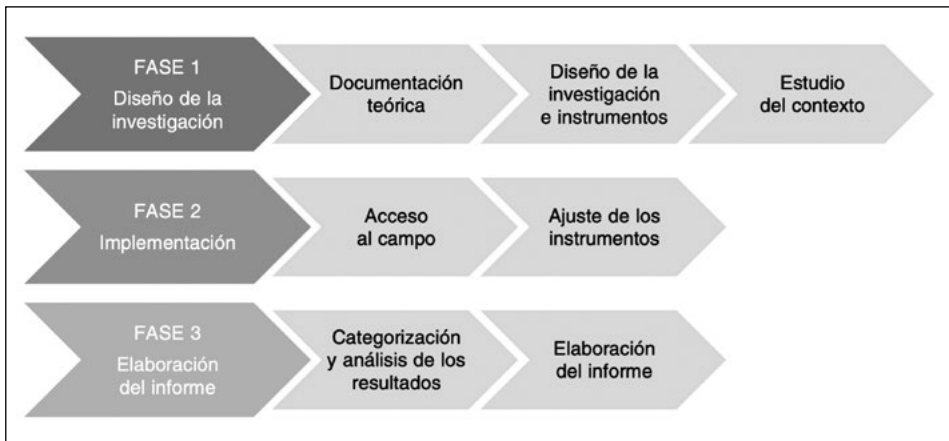 FASE 1
Diseño de la
investigación
Documentación
teórica
Diseño de la
investigación
e instrumentos
Estudio
del contexto
FASE 2
Implementación
Acceso
al campo
Ajuste de los
instrumentos
FASE 3
Elaboración
del informe
Categorización
y análisis de los
resultados
Elaboración
del informe